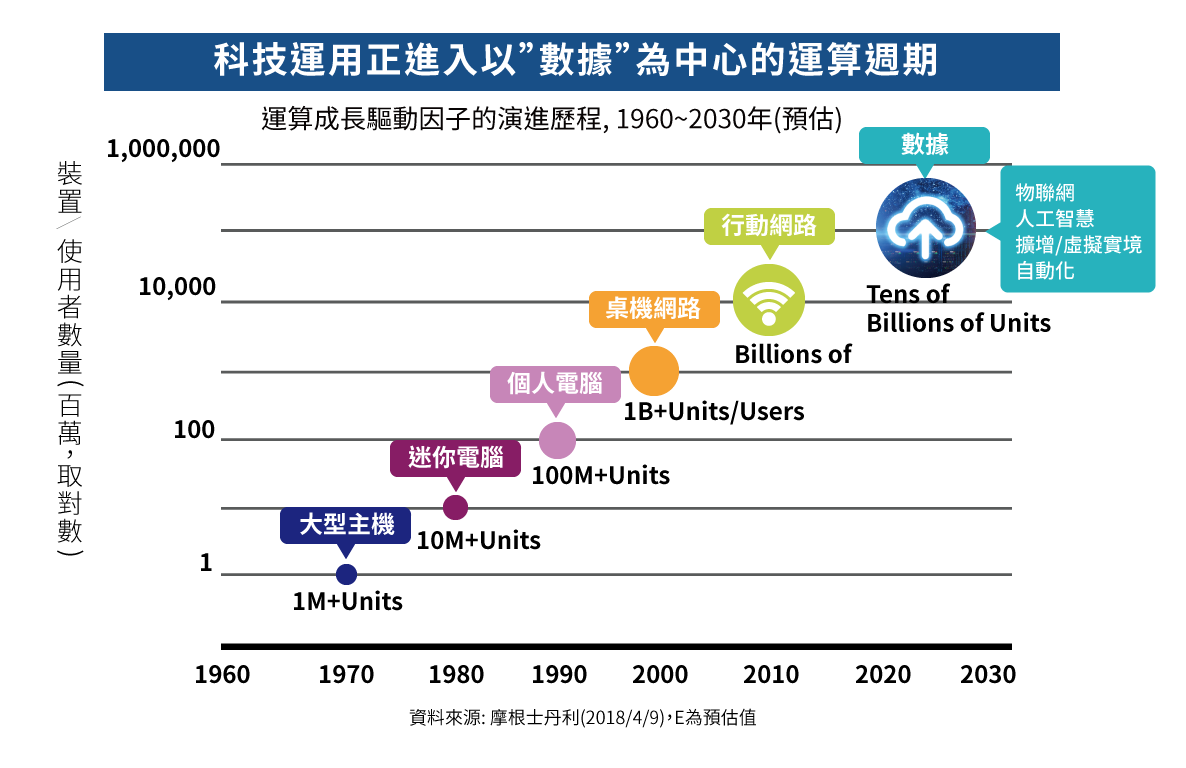 科技運用正進入以”數據”為中心的運算週期
運算成長驅動因子的演進歷程, 1960~2030年(預估)
裝置/使用者數量(百萬,取對數)
1,000,000
10,000
100
1
數據
物聯網
人工智慧
擴增/虛擬實境
自動化
Tens of
Billions of Units
行動網路
Billions of
桌機網路
1B+Units/Users
個人電腦
100M+Units
迷你電腦
10M+Units
大型主機
1M+Units
1960 1970 1980 1990 2000 2010 2020 2030
資料來源: 摩根士丹利(2018/4/9),E為預估值